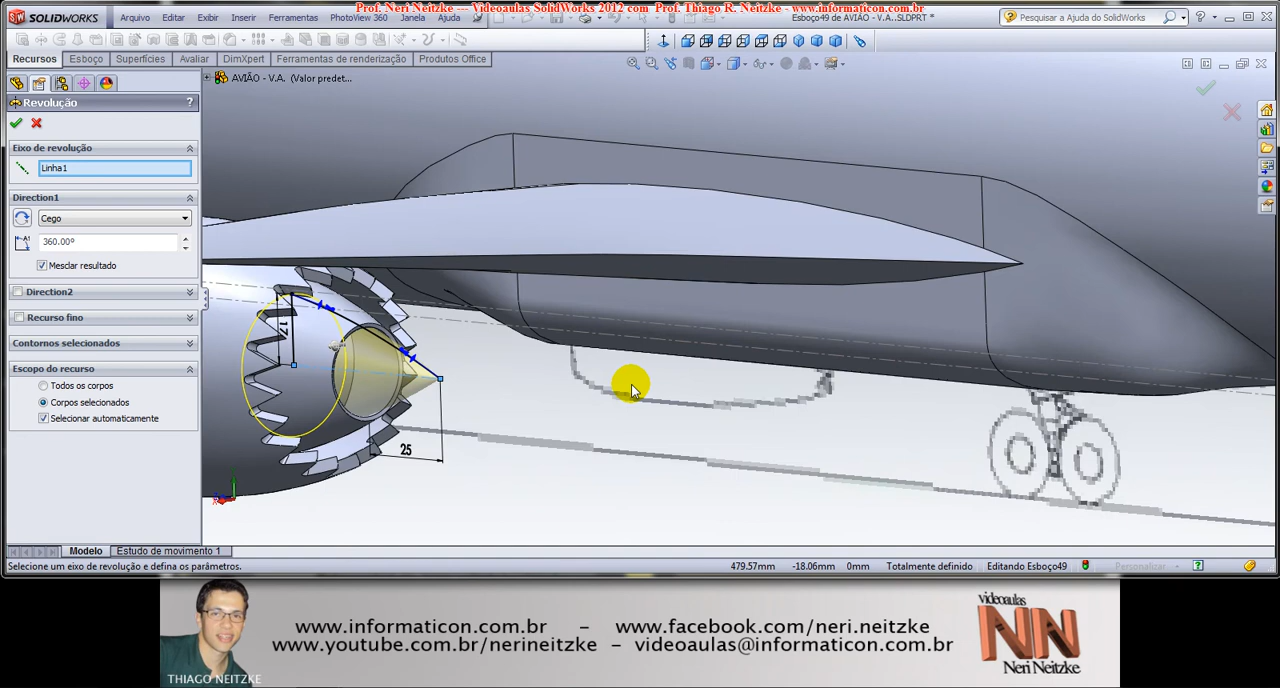 Prof. Neri Neitzke --- Videoaulas SolidWorks 2012 com Prof. Thiago R. Neitzke - www.informaticon.com.br
SOLIDWORKS
Arquivo Editar Exibir Inserir Ferramentas PhotoView 360 Janela Ajuda
Esboço49 de AVIÃO - V.A..SLDPRT *
Pesquisar a Ajuda do SolidWorks
Recursos Esboço Superfícies Avaliar DimXpert Ferramentas de renderização Produtos Office
AVIÃO - V.A. (Valor predet...
Revolução ?
Eixo de revolução
Linha1
Direction1
Cego
360.00º
Mesclar resultado
Direction2
Recurso fino
Contornos selecionados
Escopo do recurso
Todos os corpos
Corpos selecionados
Selecionar automaticamente
17
25
Modelo Estudo de movimento 1
Selecione um eixo de revolução e defina os parâmetros.
479.57mm -18.06mm 0mm Totalmente definido Editando Esboço49 Personalizar
www.informaticon.com.br - www.facebook.com/neri.neitzke
www.youtube.com.br/nerineitzke - videoaulas@informaticon.com.br
THIAGO NEITZKE
videoaulas
NN
Neri Neitzke